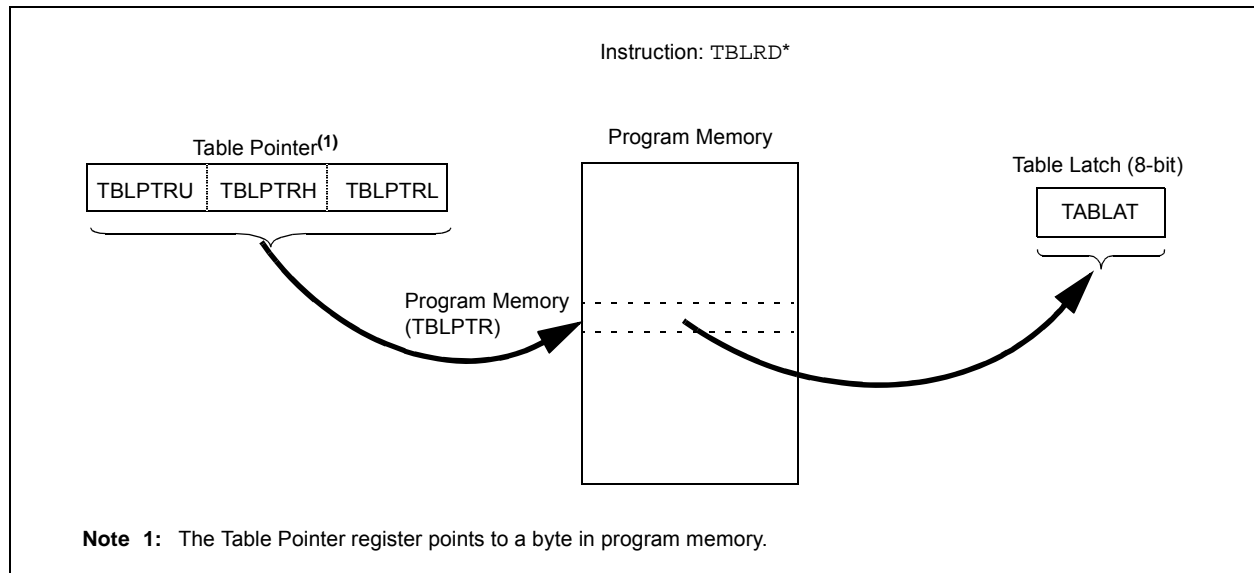 Instruction: TBLRD*
Table Pointer(1)
Program Memory
Table Latch (8-bit)
TBLPTRU TBLPTRH TBLPTRL
TABLAT
Program Memory
(TBLPTR)
Note 1: The Table Pointer register points to a byte in program memory.